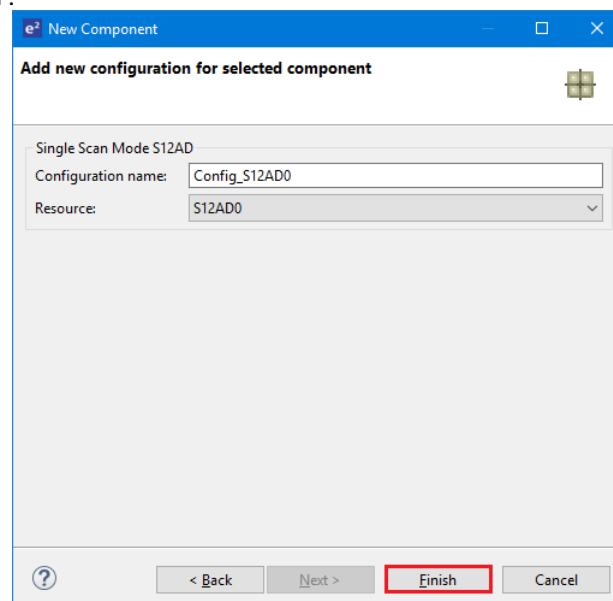 e² New Component
Add new configuration for selected component
Single Scan Mode S12AD
Configuration name: Config_S12AD0
Resource: S12AD0
? < Back Next > Finish Cancel